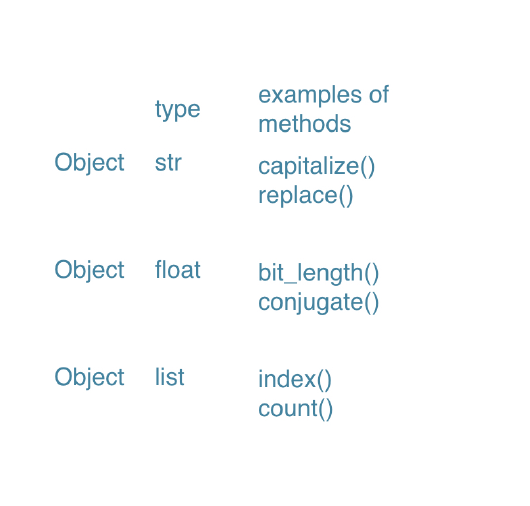 type
examples of
methods
Object str capitalize()
replace()
Object float bit_length()
conjugate()
Object list index()
count()